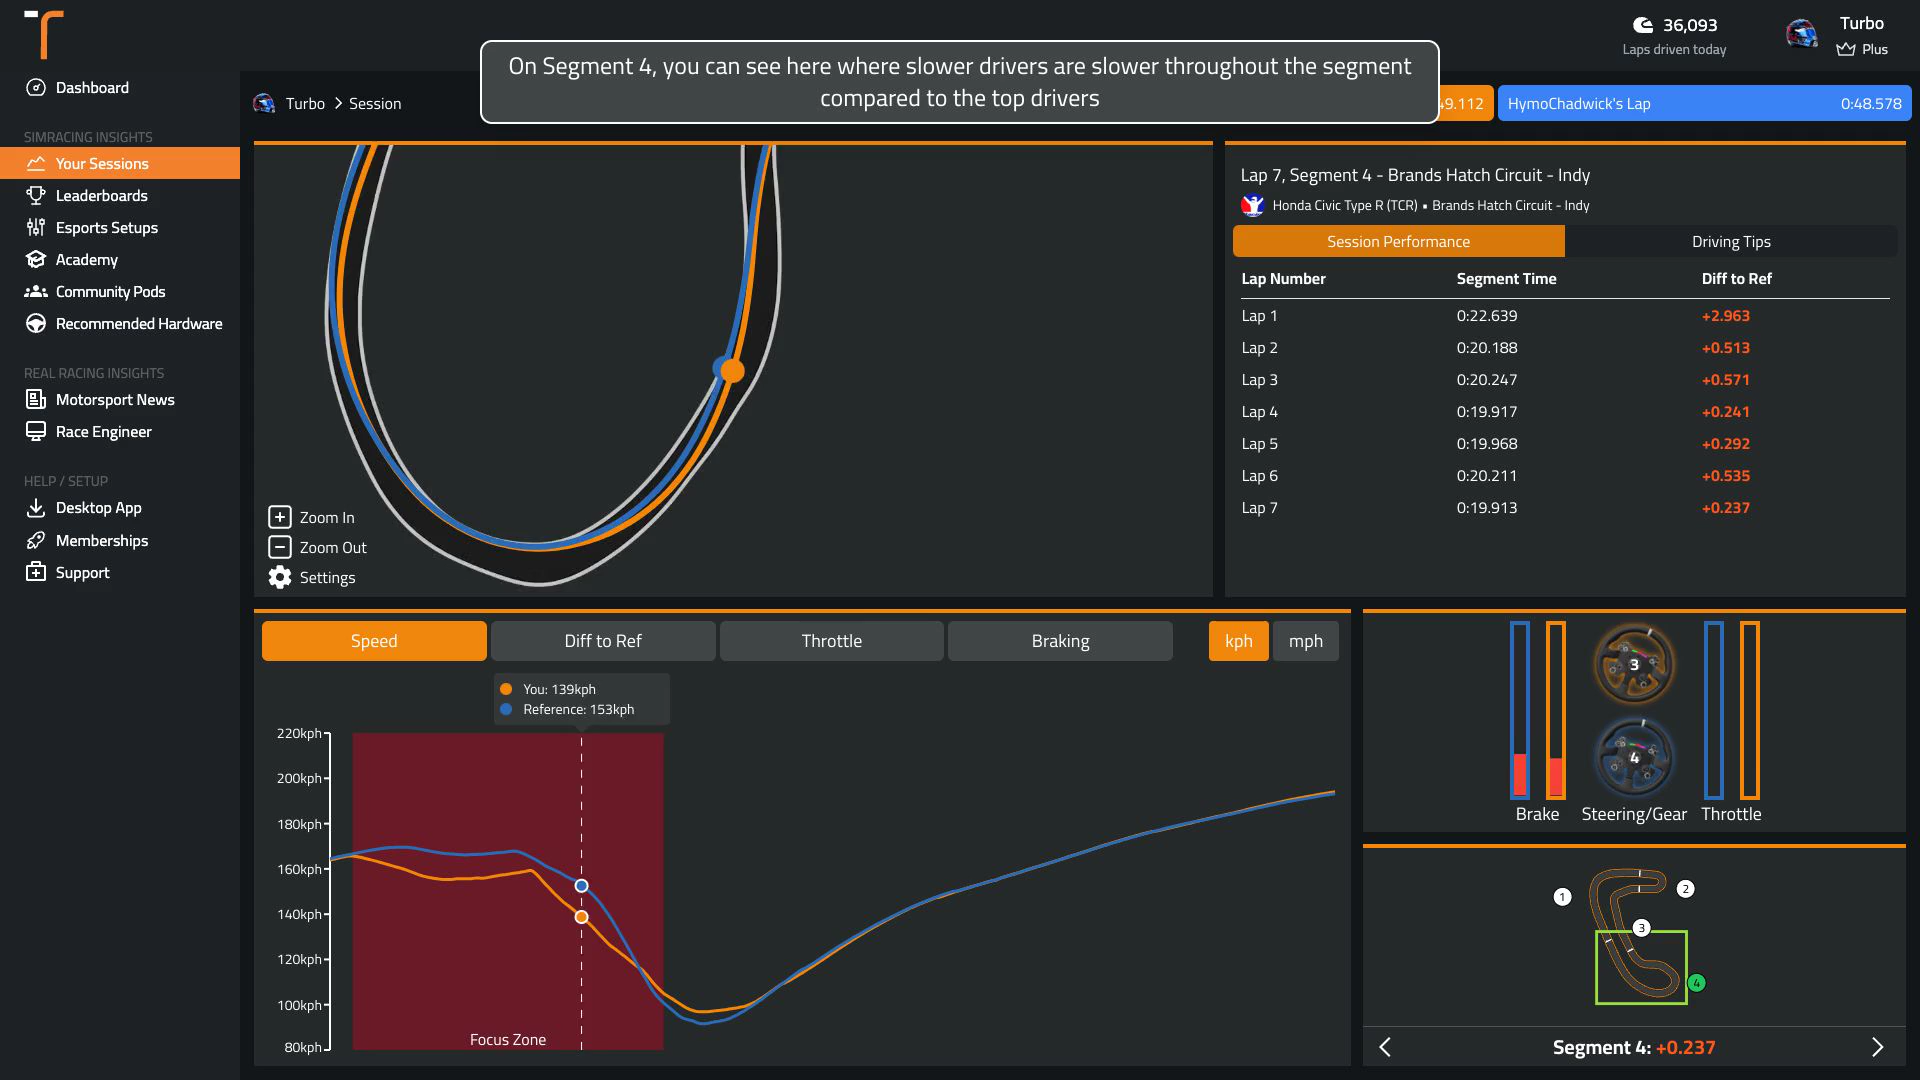 36,093
Laps driven today
Turbo
Plus
On Segment 4, you can see here where slower drivers are slower throughout the segment
compared to the top drivers
Dashboard
SIMRACING INSIGHTS
Your Sessions
Leaderboards
Esports Setups
Academy
Community Pods
Recommended Hardware
REAL RACING INSIGHTS
Motorsport News
Race Engineer
HELP / SETUP
Desktop App
Memberships
Support
Turbo > Session
HymoChadwick's Lap 0:48.578
Zoom In
Zoom Out
Settings
Lap 7, Segment 4 - Brands Hatch Circuit - Indy
Honda Civic Type R (TCR) • Brands Hatch Circuit - Indy
Session Performance Driving Tips
Lap Number Segment Time Diff to Ref
Lap 1 0:22.639 +2.963
Lap 2 0:20.188 +0.513
Lap 3 0:20.247 +0.571
Lap 4 0:19.917 +0.241
Lap 5 0:19.968 +0.292
Lap 6 0:20.211 +0.535
Lap 7 0:19.913 +0.237
Speed Diff to Ref Throttle Braking kph mph
You: 139kph
Reference: 153kph
220kph
200kph
180kph
160kph
140kph
120kph
100kph
80kph
Focus Zone
3
4
Brake Steering/Gear Throttle
1
2
3
4
Segment 4: +0.237